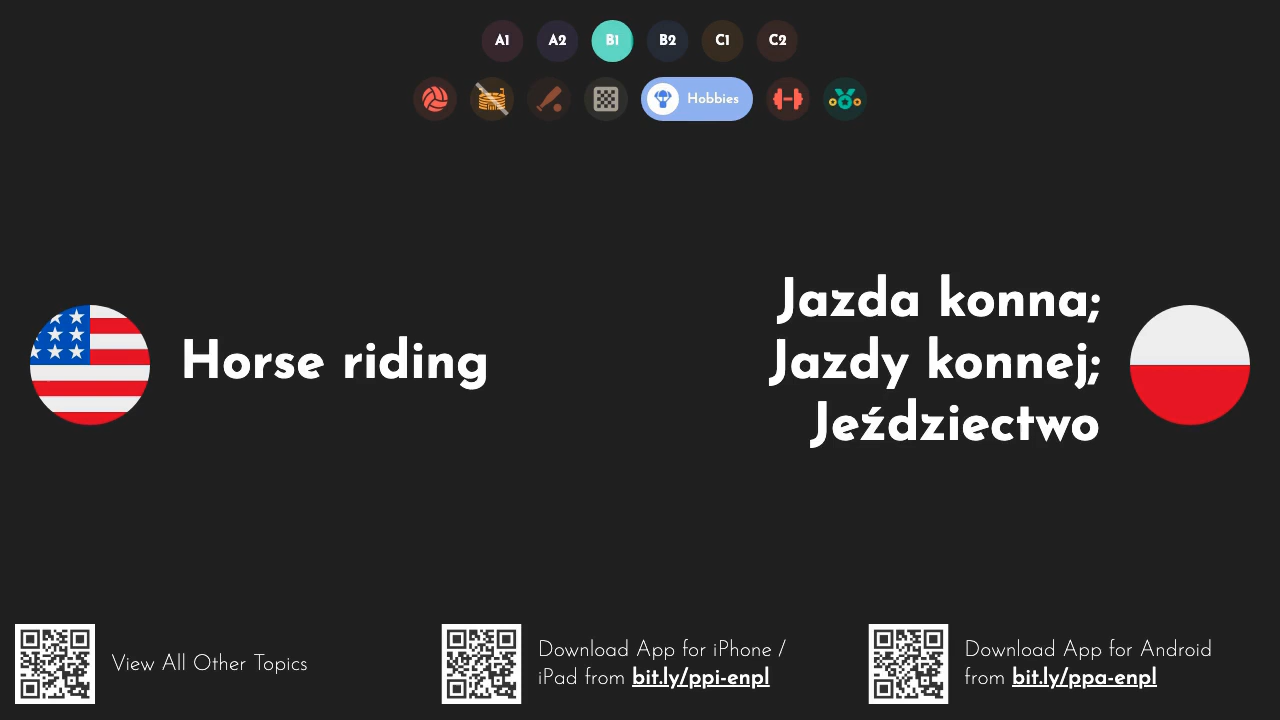 A1 A2 B1 B2 C1 C2
Hobbies
Horse riding
Jazda konna;
Jazdy konnej;
Jeździectwo
View All Other Topics
Download App for iPhone /
iPad from bit.ly/ppi-enpl
Download App for Android
from bit.ly/ppa-enpl